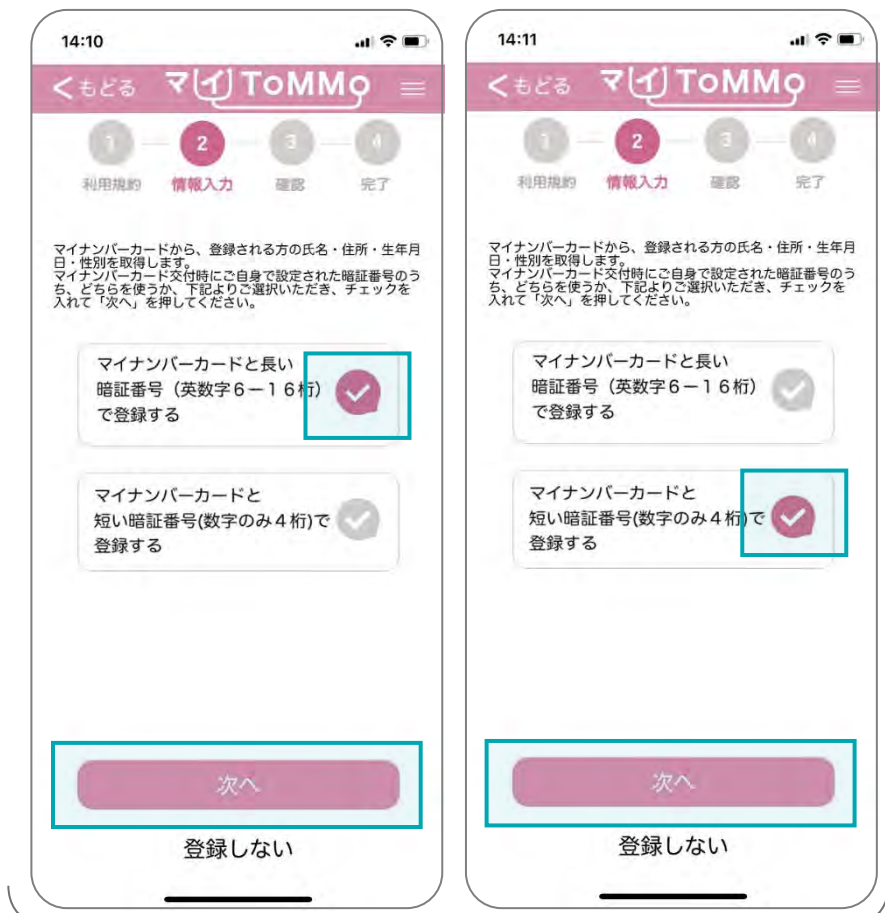 14:10
もどる マイToMMo
1 2 3 4
利用規約 情報入力 確認 完了
マイナンバーカードから、登録される方の氏名・住所・生年月
日・性別を取得します。
マイナンバーカード交付時にご自身で設定された暗証番号のう
ち、どちらを使うか、下記よりご選択いただき、チェックを
入れて「次へ」を押してください。
マイナンバーカードと長い
暗証番号（英数字６ー１６桁）
で登録する
マイナンバーカードと
短い暗証番号(数字のみ４桁)で
登録する
次へ
登録しない
14:11
もどる マイToMMo
1 2 3 4
利用規約 情報入力 確認 完了
マイナンバーカードから、登録される方の氏名・住所・生年月
日・性別を取得します。
マイナンバーカード交付時にご自身で設定された暗証番号のう
ち、どちらを使うか、下記よりご選択いただき、チェックを
入れて「次へ」を押してください。
マイナンバーカードと長い
暗証番号（英数字６ー１６桁）
で登録する
マイナンバーカードと
短い暗証番号(数字のみ４桁)で
登録する
次へ
登録しない